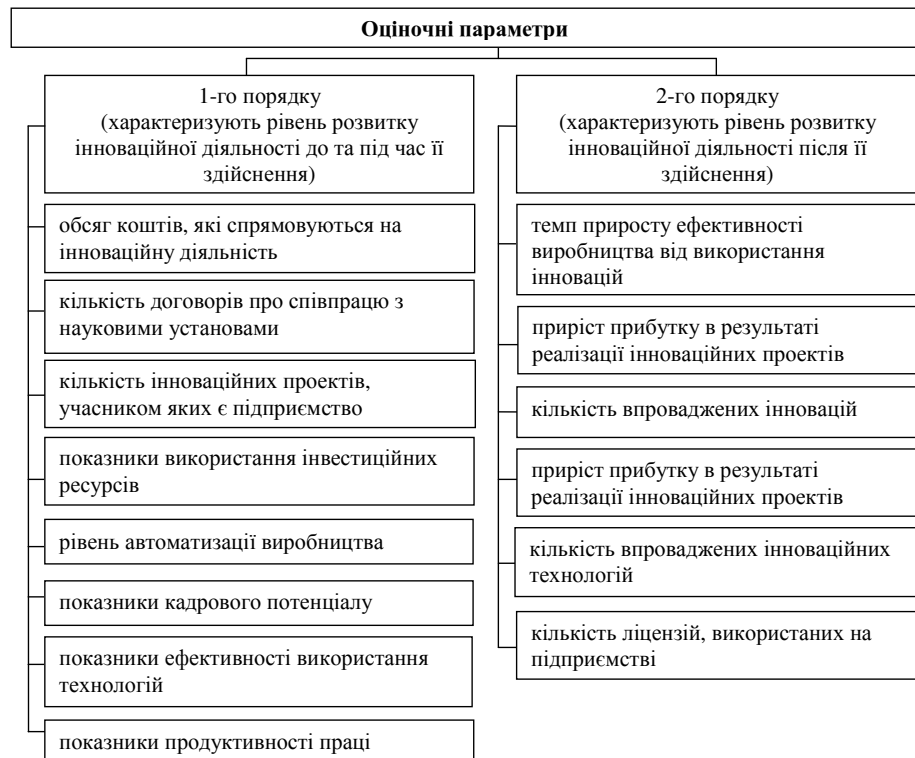 Оціночні параметри
1-го порядку
(характеризують рівень розвитку
інноваційної діяльності до та під час її
здійснення)
обсяг коштів, які спрямовуються на
інноваційну діяльність
кількість договорів про співпрацю з
науковими установами
кількість інноваційних проектів,
учасником яких є підприємство
показники використання інвестиційних
ресурсів
рівень автоматизації виробництва
показники кадрового потенціалу
показники ефективності використання
технологій
показники продуктивності праці
2-го порядку
(характеризують рівень розвитку
інноваційної діяльності після її
здійснення)
темп приросту ефективності
виробництва від використання
інновацій
приріст прибутку в результаті
реалізації інноваційних проектів
кількість впроваджених інновацій
приріст прибутку в результаті
реалізації інноваційних проектів
кількість впроваджених інноваційних
технологій
кількість ліцензій, використаних на
підприємстві